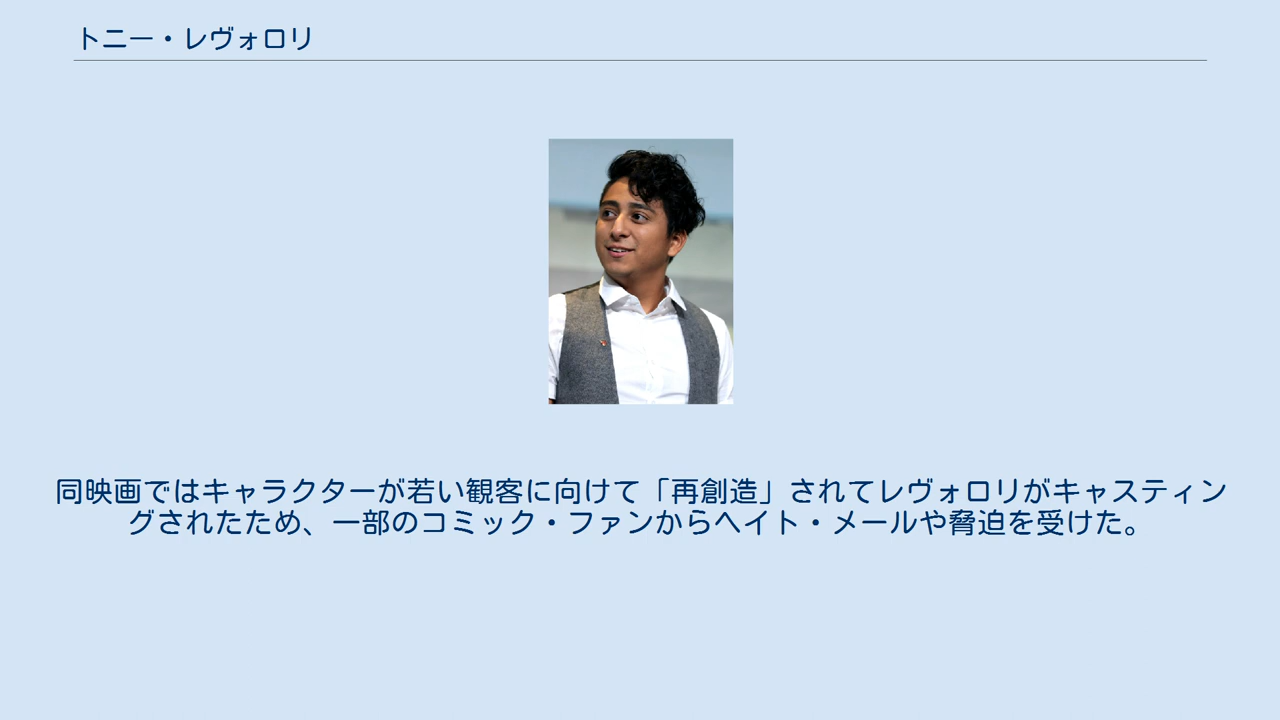 トニー・レヴォロリ
同映画ではキャラクターが若い観客に向けて「再創造」されてレヴォロリがキャスティン
グされたため、一部のコミック・ファンからヘイト・メールや脅迫を受けた。